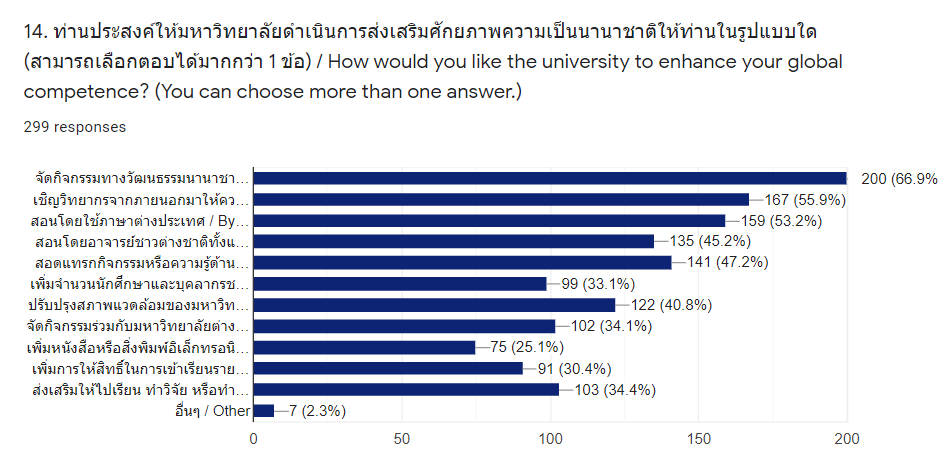 14. ท่านประสงค์ให้มหาวิทยาลัยดำเนินการส่งเสริมศักยภาพความเป็นนานาชาติให้ท่านในรูปแบบใด
(สามารถเลือกตอบได้มากกว่า 1 ข้อ) / How would you like the university to enhance your global
competence? (You can choose more than one answer.)
299 responses
จัดกิจกรรมทางวัฒนธรรมนานาชา… 200 (66.9%
เชิญวิทยากรจากภายนอกมาให้คว… 167 (55.9%)
สอนโดยใช้ภาษาต่างประเทศ / By… 159 (53.2%)
สอนโดยอาจารย์ชาวต่างชาติทั้งแ… 135 (45.2%)
สอดแทรกกิจกรรมหรือความรู้ด้าน… 141 (47.2%)
เพิ่มจำนวนนักศึกษาและบุคลากรช… 99 (33.1%)
ปรับปรุงสภาพแวดล้อมของมหาวิท… 122 (40.8%)
จัดกิจกรรมร่วมกับมหาวิทยาลัยต่าง… 102 (34.1%)
เพิ่มหนังสือหรือสิ่งพิมพ์อิเล็กทรอนิ… 75 (25.1%)
เพิ่มการให้สิทธิ์ในการเข้าเรียนราย… 91 (30.4%)
ส่งเสริมให้ไปเรียน ทำวิจัย หรือทำ… 103 (34.4%)
อื่นๆ / Other 7 (2.3%)
0 50 100 150 200